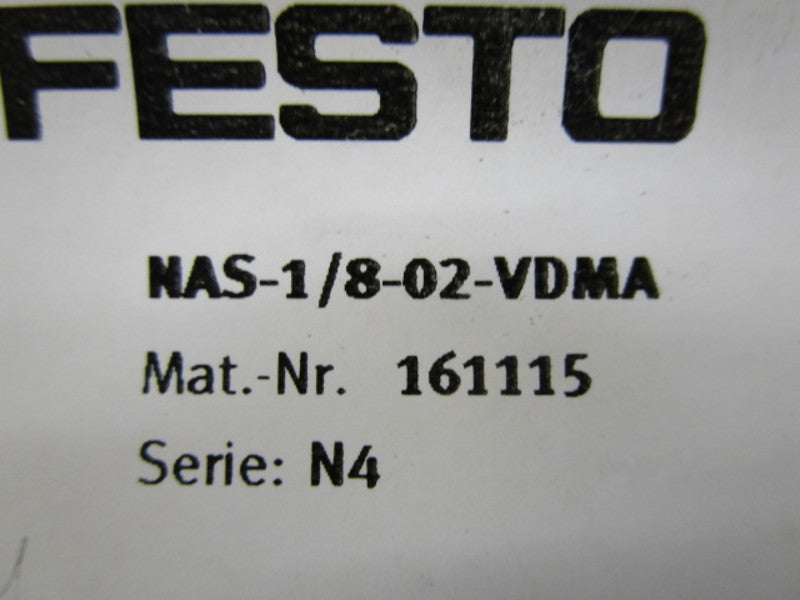 FESTO
NAS-1/8-02-VDMA
Mat.-Nr. 161115
Serie: N4